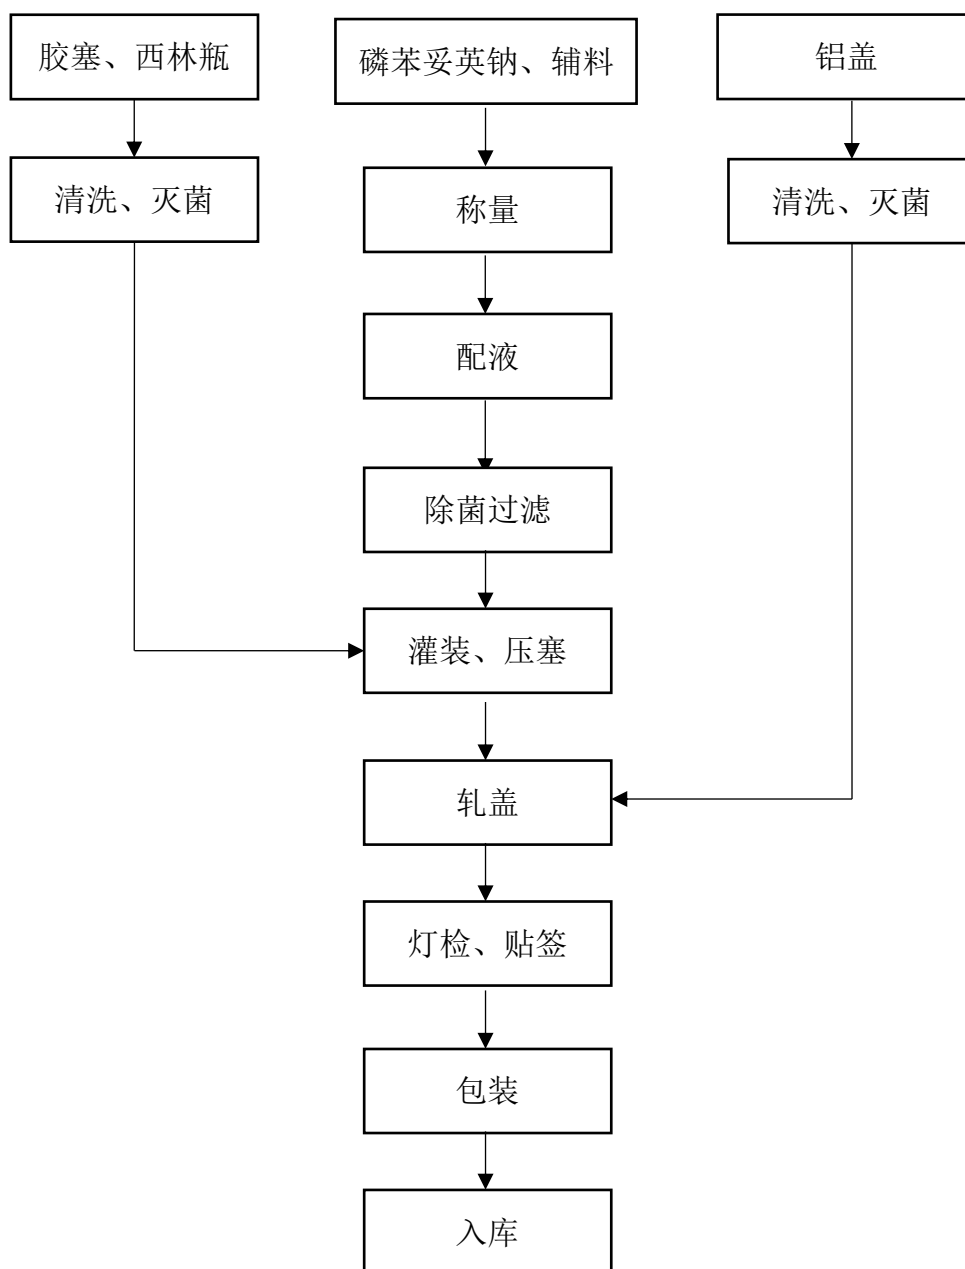 胶塞、西林瓶
磷苯妥英钠、辅料
铝盖
清洗、灭菌
称量
清洗、灭菌
配液
除菌过滤
灌装、压塞
轧盖
灯检、贴签
包装
入库